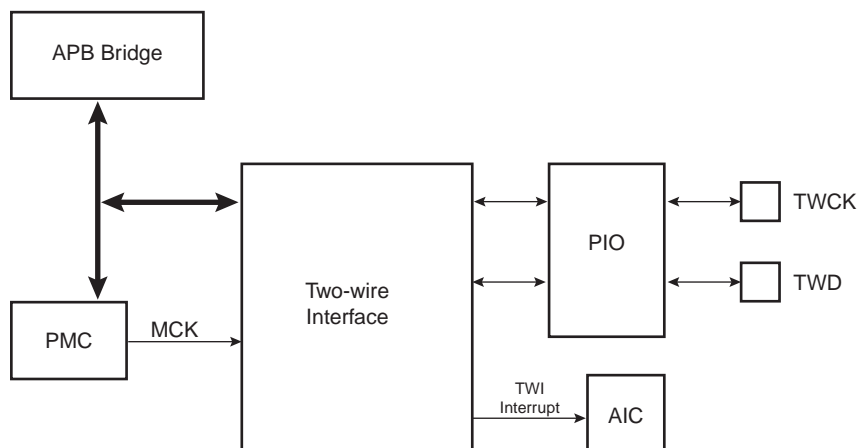 APB Bridge
TWCK
PIO
TWD
Two-wire
Interface
PMC
MCK
TWI
Interrupt
AIC